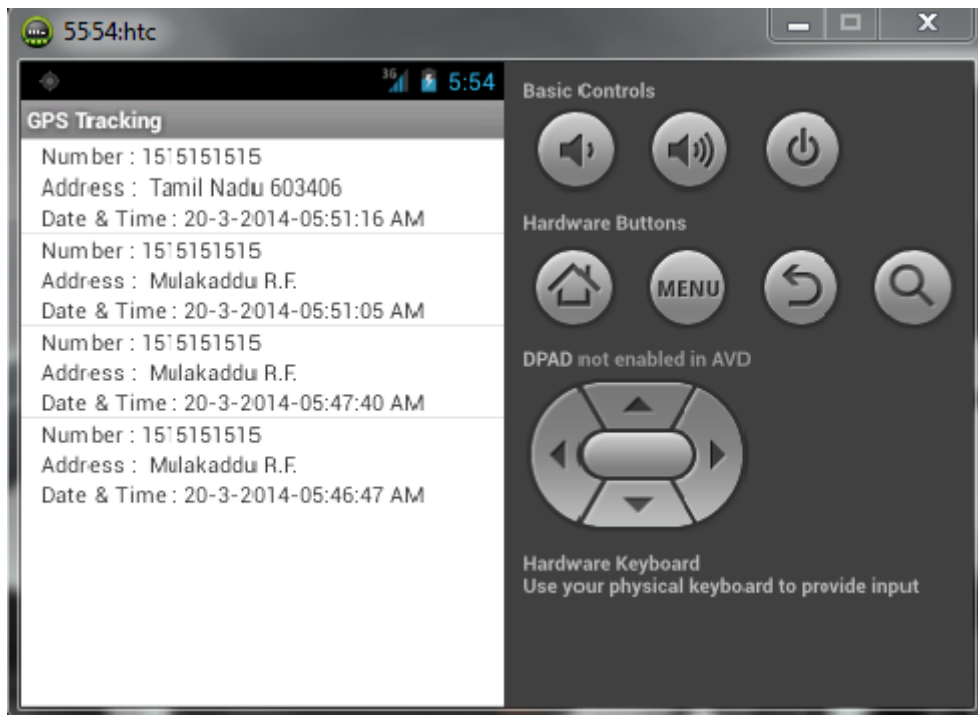 5554:htc
3G 5:54
GPS Tracking
Number : 1515151515
Address : Tamil Nadu 603406
Date & Time : 20-3-2014-05:51:16 AM
Number : 1515151515
Address : Mulakaddu R.F.
Date & Time : 20-3-2014-05:51:05 AM
Number : 1515151515
Address : Mulakaddu R.F.
Date & Time : 20-3-2014-05:47:40 AM
Number : 1515151515
Address : Mulakaddu R.F.
Date & Time : 20-3-2014-05:46:47 AM
Basic Controls
Hardware Buttons
MENU
DPAD not enabled in AVD
Hardware Keyboard
Use your physical keyboard to provide input